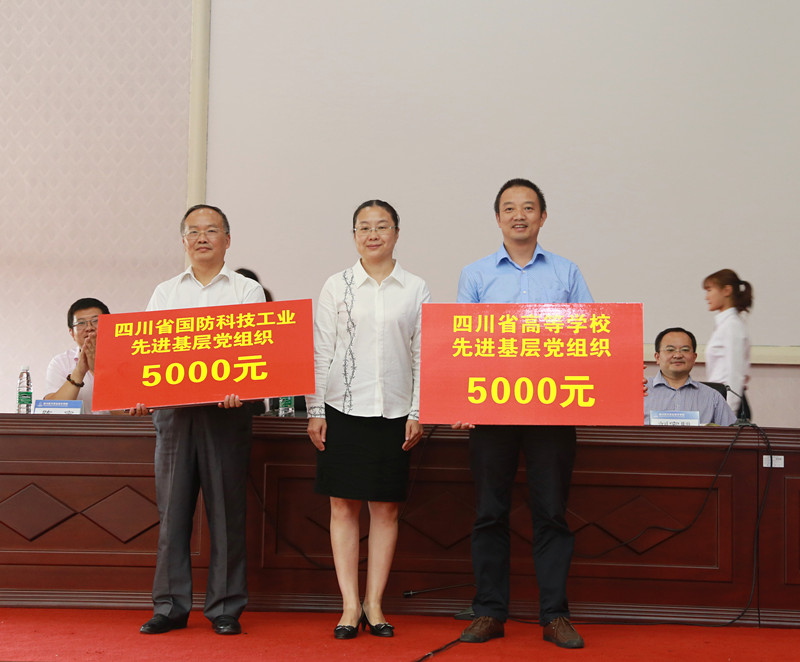 四川省国防科技工业
先进基层党组织
5000元
四川省高等学校
先进基层党组织
5000元